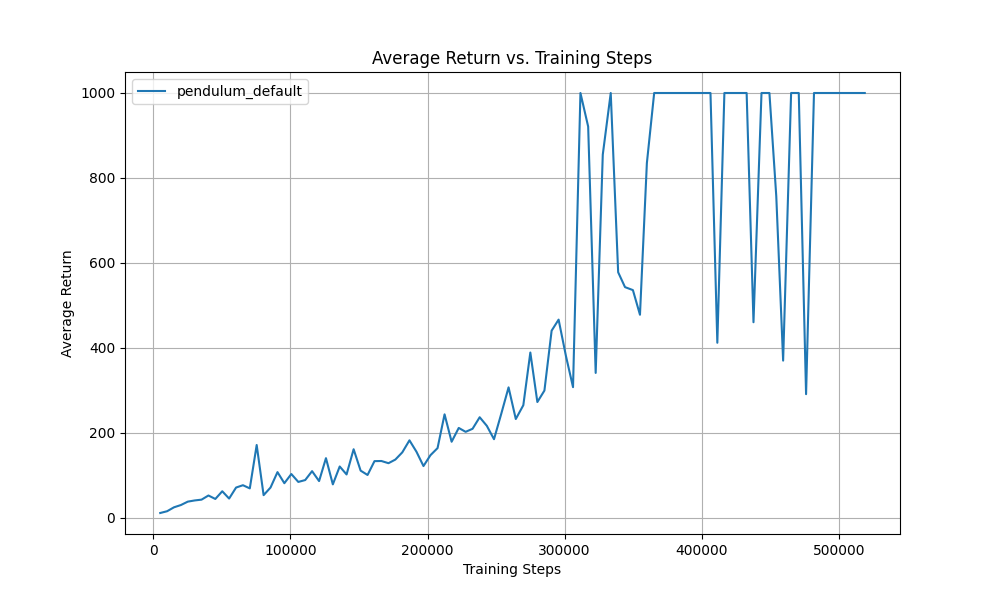 Average Return vs. Training Steps
pendulum_default
1000
800
600
400
200
0
Average Return
0 100000 200000 300000 400000 500000
Training Steps